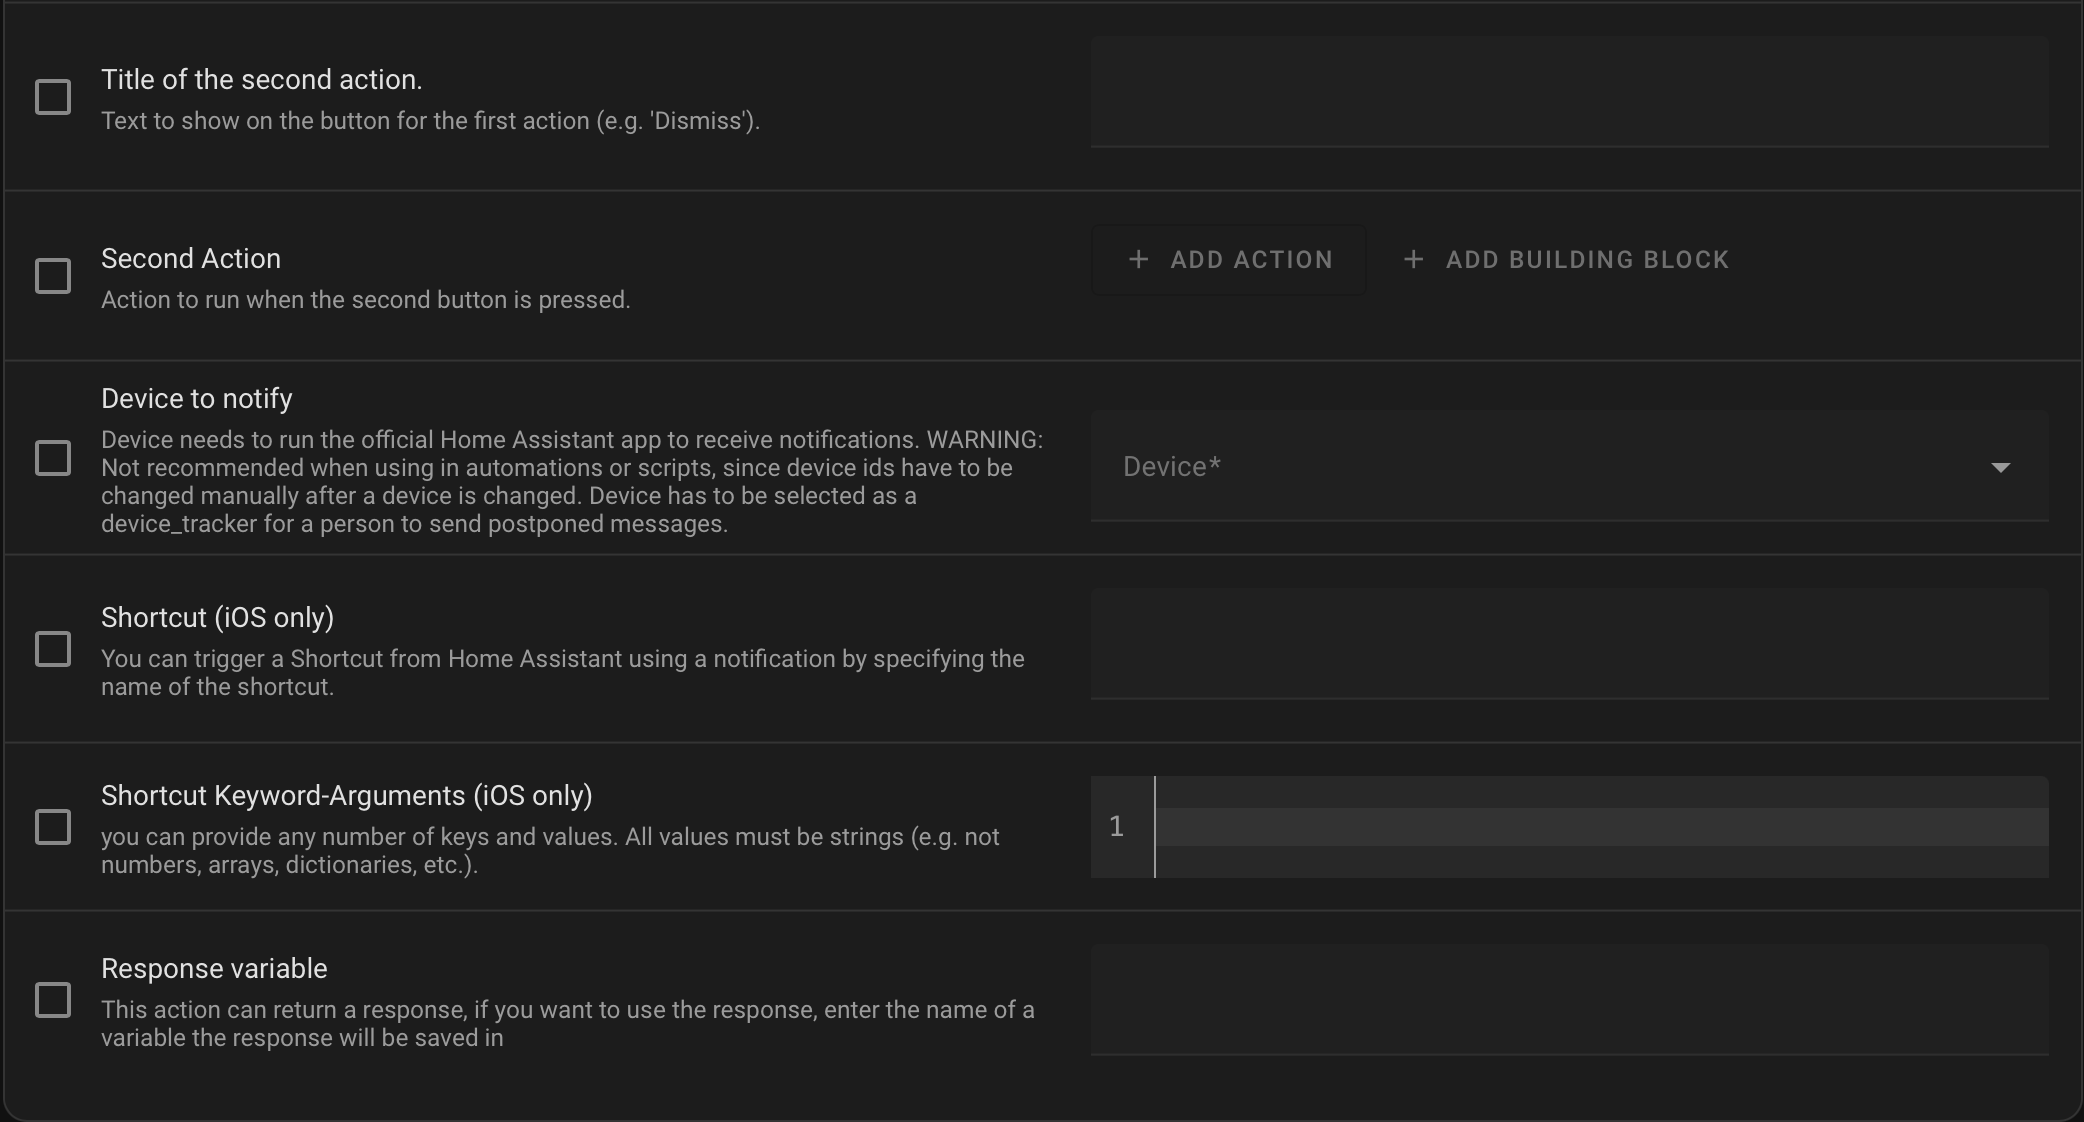 Title of the second action.
Text to show on the button for the first action (e.g. 'Dismiss').
Second Action
Action to run when the second button is pressed.
+ ADD ACTION + ADD BUILDING BLOCK
Device to notify
Device needs to run the official Home Assistant app to receive notifications. WARNING:
Not recommended when using in automations or scripts, since device ids have to be
changed manually after a device is changed. Device has to be selected as a
device_tracker for a person to send postponed messages.
Device*
Shortcut (iOS only)
You can trigger a Shortcut from Home Assistant using a notification by specifying the
name of the shortcut.
Shortcut Keyword-Arguments (iOS only)
you can provide any number of keys and values. All values must be strings (e.g. not
numbers, arrays, dictionaries, etc.).
1
Response variable
This action can return a response, if you want to use the response, enter the name of a
variable the response will be saved in